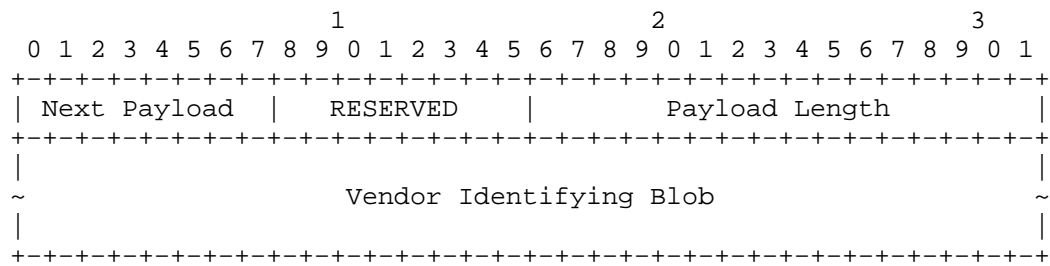 1                   2                   3
 0 1 2 3 4 5 6 7 8 9 0 1 2 3 4 5 6 7 8 9 0 1 2 3 4 5 6 7 8 9 0 1
+-+-+-+-+-+-+-+-+-+-+-+-+-+-+-+-+-+-+-+-+-+-+-+-+-+-+-+-+-+-+-+-+
| Next Payload  |   RESERVED    |         Payload Length        |
+-+-+-+-+-+-+-+-+-+-+-+-+-+-+-+-+-+-+-+-+-+-+-+-+-+-+-+-+-+-+-+-+
|                                                               |
~                     Vendor Identifying Blob                   ~
|                                                               |
+-+-+-+-+-+-+-+-+-+-+-+-+-+-+-+-+-+-+-+-+-+-+-+-+-+-+-+-+-+-+-+-+